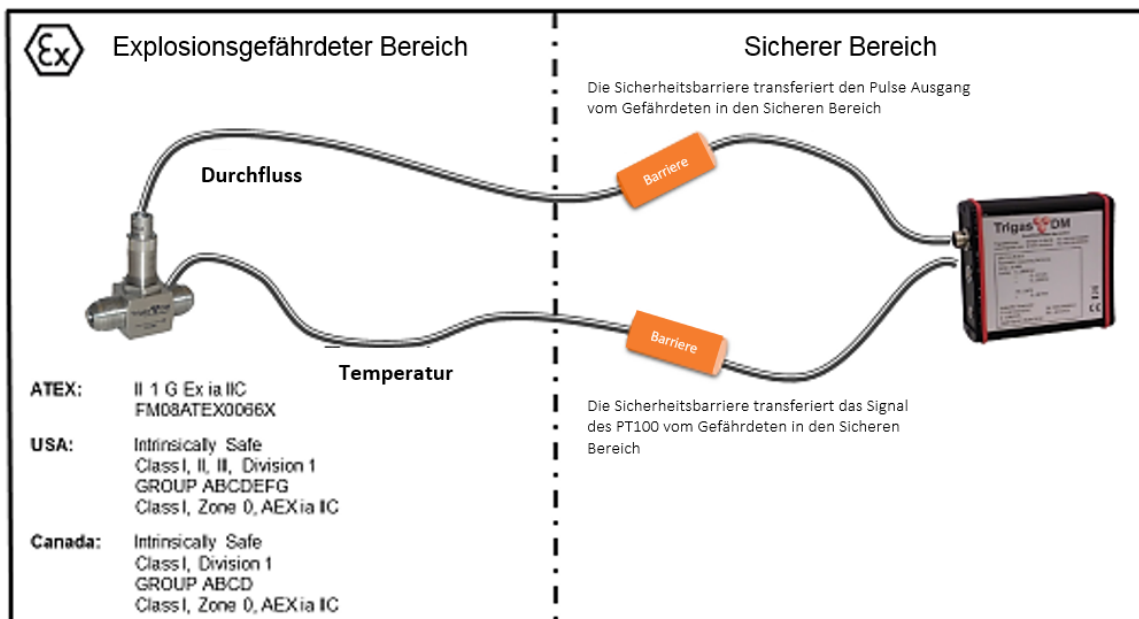 Ex
Explosionsgefährdeter Bereich
Sicherer Bereich
Die Sicherheitsbarriere transferiert den Pulse Ausgang
vom Gefährdeten in den Sicheren Bereich
Durchfluss
Barriere
Trigas DM
Barriere
Temperatur
Die Sicherheitsbarriere transferiert das Signal
des PT100 vom Gefährdeten in den Sicheren
Bereich
ATEX: II 1 G Ex ia IIC
FM08ATEX0066X
USA: Intrinsically Safe
Class I, II, III, Division 1
GROUP ABCDEFG
Class I, Zone 0, AEX ia IIC
Canada: Intrinsically Safe
Class I, Division 1
GROUP ABCD
Class I, Zone 0, AEX ia IIC